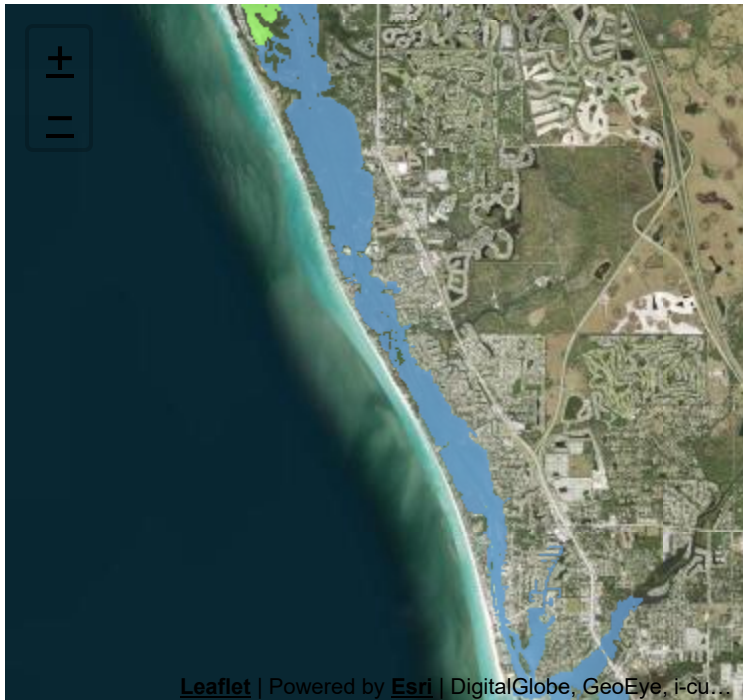 +
−
Leaflet | Powered by Esri | DigitalGlobe, GeoEye, i-cu...